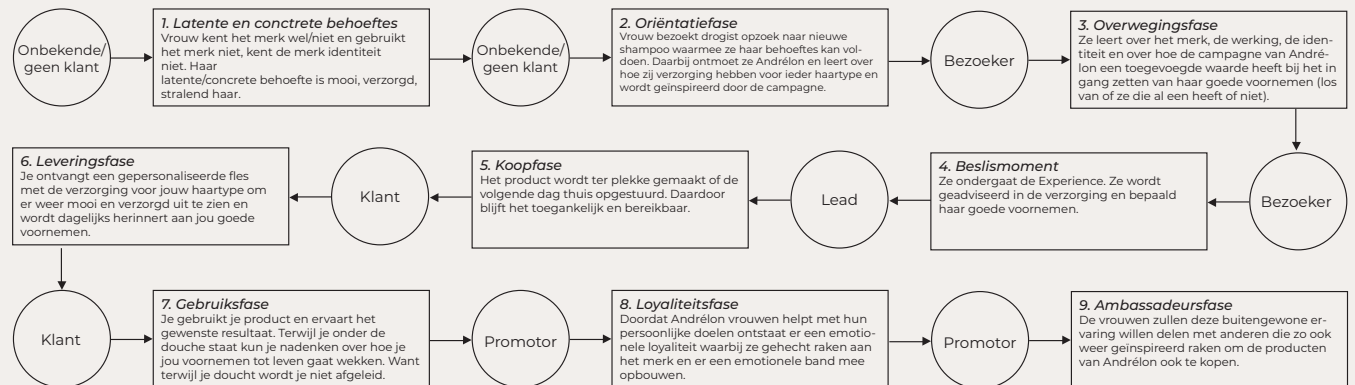 Onbekende/
geen klant
1. Latente en conctrete behoeftes
Vrouw kent het merk wel/niet en gebruikt
het merk niet, kent de merk identiteit
niet. Haar
latente/concrete behoefte is mooi, verzorgd,
stralend haar.
Onbekende/
geen klant
2. Oriëntatiefase
Vrouw bezoekt drogist opzoek naar nieuwe
shampoo waarmee ze haar behoeftes kan vol-
doen. Daarbij ontmoet ze Andrélon en leert over
hoe zij verzorging hebben voor ieder haartype en
wordt geïnspireerd door de campagne.
Bezoeker
3. Overwegingsfase
Ze leert over het merk, de werking, de iden-
titeit en over hoe de campagne van André-
lon een toegevoegde waarde heeft bij het in
gang zetten van haar goede voornemen (los
van of ze die al een heeft of niet).
Bezoeker
4. Beslismoment
Ze ondergaat de Experience. Ze wordt
geadviseerd in de verzorging en bepaald
haar goede voornemen.
Lead
5. Koopfase
Het product wordt ter plekke gemaakt of de
volgende dag thuis opgestuurd. Daardoor
blijft het toegankelijk en bereikbaar.
Klant
6. Leveringsfase
Je ontvangt een gepersonaliseerde fles
met de verzorging voor jouw haartype om
er weer mooi en verzorgd uit te zien en
wordt dagelijks herinnert aan jou goede
voornemen.
Klant
7. Gebruiksfase
Je gebruikt je product en ervaart het
gewenste resultaat. Terwijl je onder de
douche staat kun je nadenken over hoe je
jou voornemen tot leven gaat wekken. Want
terwijl je doucht wordt je niet afgeleid.
Promotor
8. Loyaliteitsfase
Doordat Andrélon vrouwen helpt met hun
persoonlijke doelen ontstaat er een emotio-
nele loyaliteit waarbij ze gehecht raken aan
het merk en er een emotionele band mee
opbouwen.
Promotor
9. Ambassadeursfase
De vrouwen zullen deze buitengewone er-
varing willen delen met anderen die zo ook
weer geïnspireerd raken om de producten
van Andrélon ook te kopen.